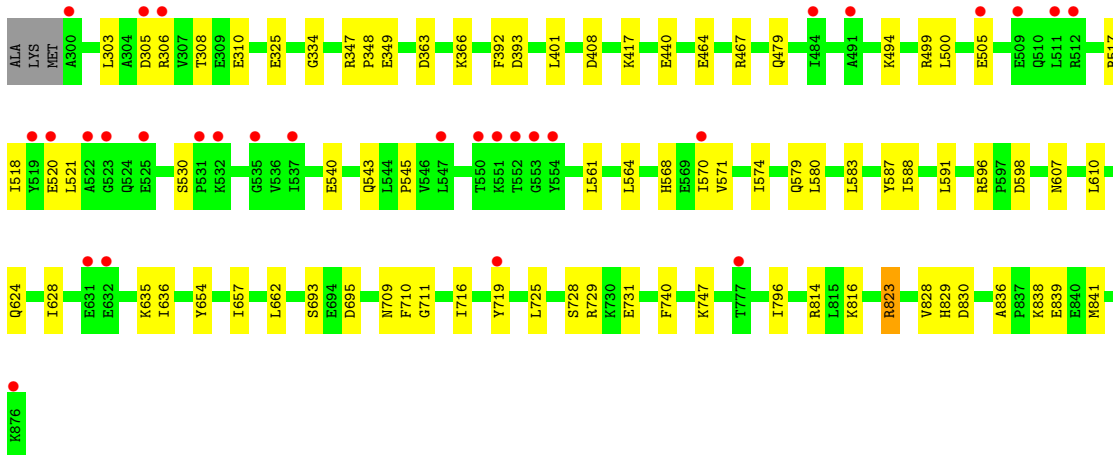 ALA LYS MET A300 L303 A304 D305 R306 V307 T308 E309 E310 E325 G334 R347 P348 E349 D363 K366 F392 D393 L401 D408 K417 E440 E464 R467 Q479 I484 A491 K494 R499 L500 E505 E509 Q510 L511 R512 R517
I518 Y519 E520 L521 A522 G523 Q524 E525 S530 P531 K532 G535 V536 I537 E540 Q543 L544 P545 V546 L547 T550 K551 T552 G553 Y554 L561 L564 H568 E569 I570 V571 I574 Q579 L580 L583 Y587 I588 L591 R596 P597 D598 N607 L610
Q624 I628 E631 E632 K635 I636 Y654 I657 L662 S693 E694 D695 N709 F710 G711 I716 Y719 L725 S728 R729 K730 E731 F740 K747 T777 I796 R814 L815 K816 R823 V828 H829 D830 A836 P837 K838 E839 E840 M841
K876